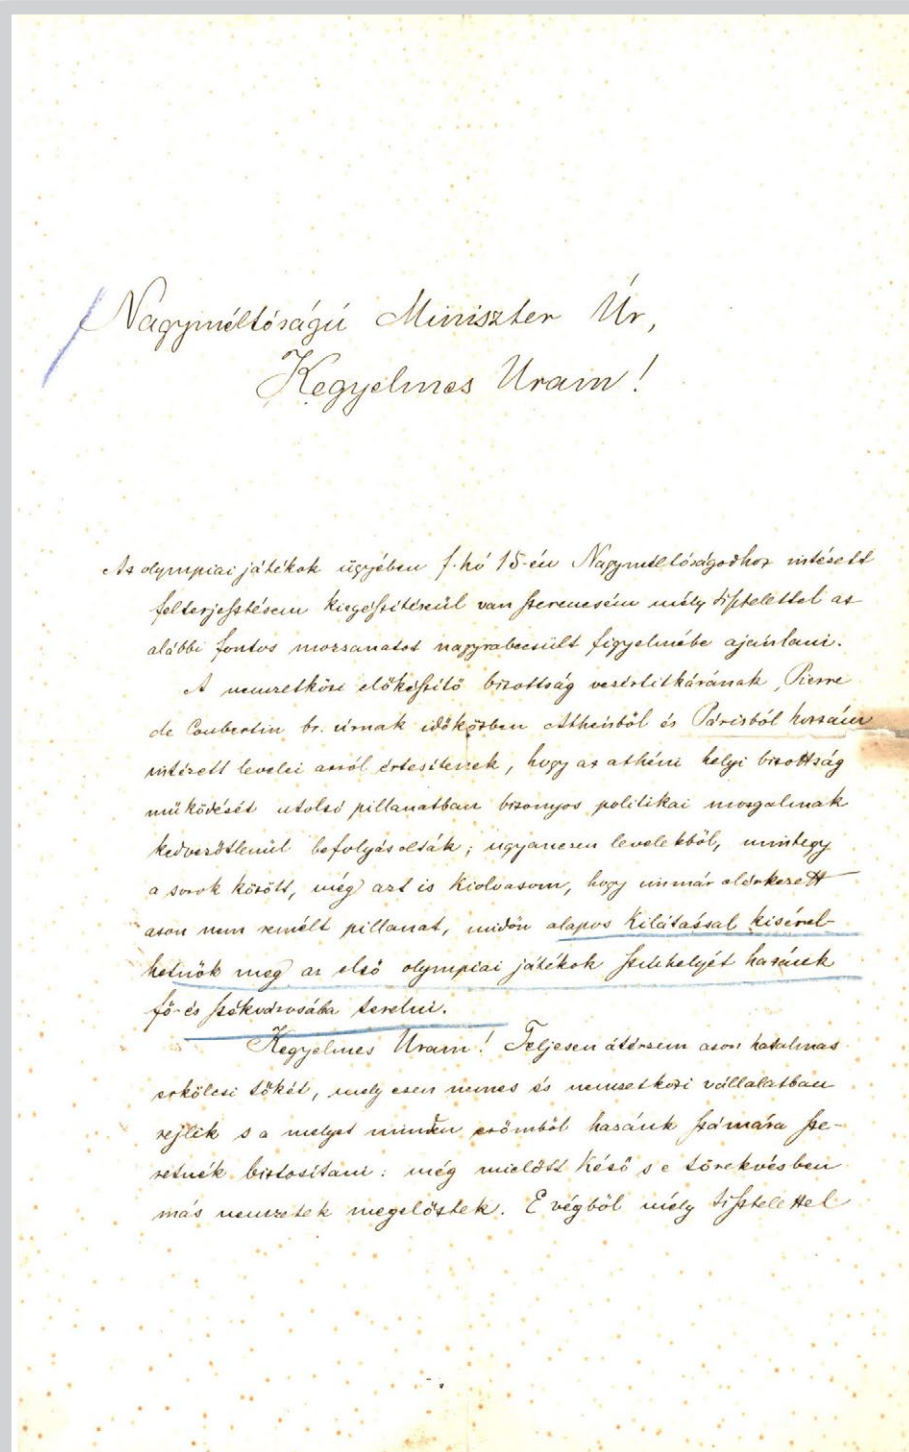 Nagyméltóságú Miniszter Úr,
Kegyelmes Uram!
Az olympiai játékok ügyében f. hó 15-én Nagyméltóságodhoz intézett
felterjesztésem kiegészítéséül van szerencsém mély tisztelettel az
alábbi fontos mozzanatot nagyrabecsült figyelmébe ajánlani.
A nemzetközi előkészítő bizottság vezértitkárának, Pierre
de Coubertin br. úrnak időközben Athénből és Párisból hozzám
intézett levelei arról értesítenek, hogy az athéni helyi bizottság
működését utolsó pillanatban bizonyos politikai mozgalmak
kedvezőtlenül befolyásolták; ugyanezen levelekből, mintegy
a sorok között, még azt is kiolvasom, hogy immár elérkezett
azon nem remélt pillanat, midőn alapos kilátással kisérel-
hetnők meg az első olympiai játékok szinhelyét hazánk
fő- és székvárosába terelni.
Kegyelmes Uram! Teljesen átérzem azon hatalmas
erkölcsi tőkét, mely ezen nemes és nemzetközi vállalatban
rejlik s a melyet minden erőmből hazánk számára sze-
retnék biztosítani: még mielőtt késő s e törekvésben
más nemzetek megelőztek. E végből mély tisztelettel